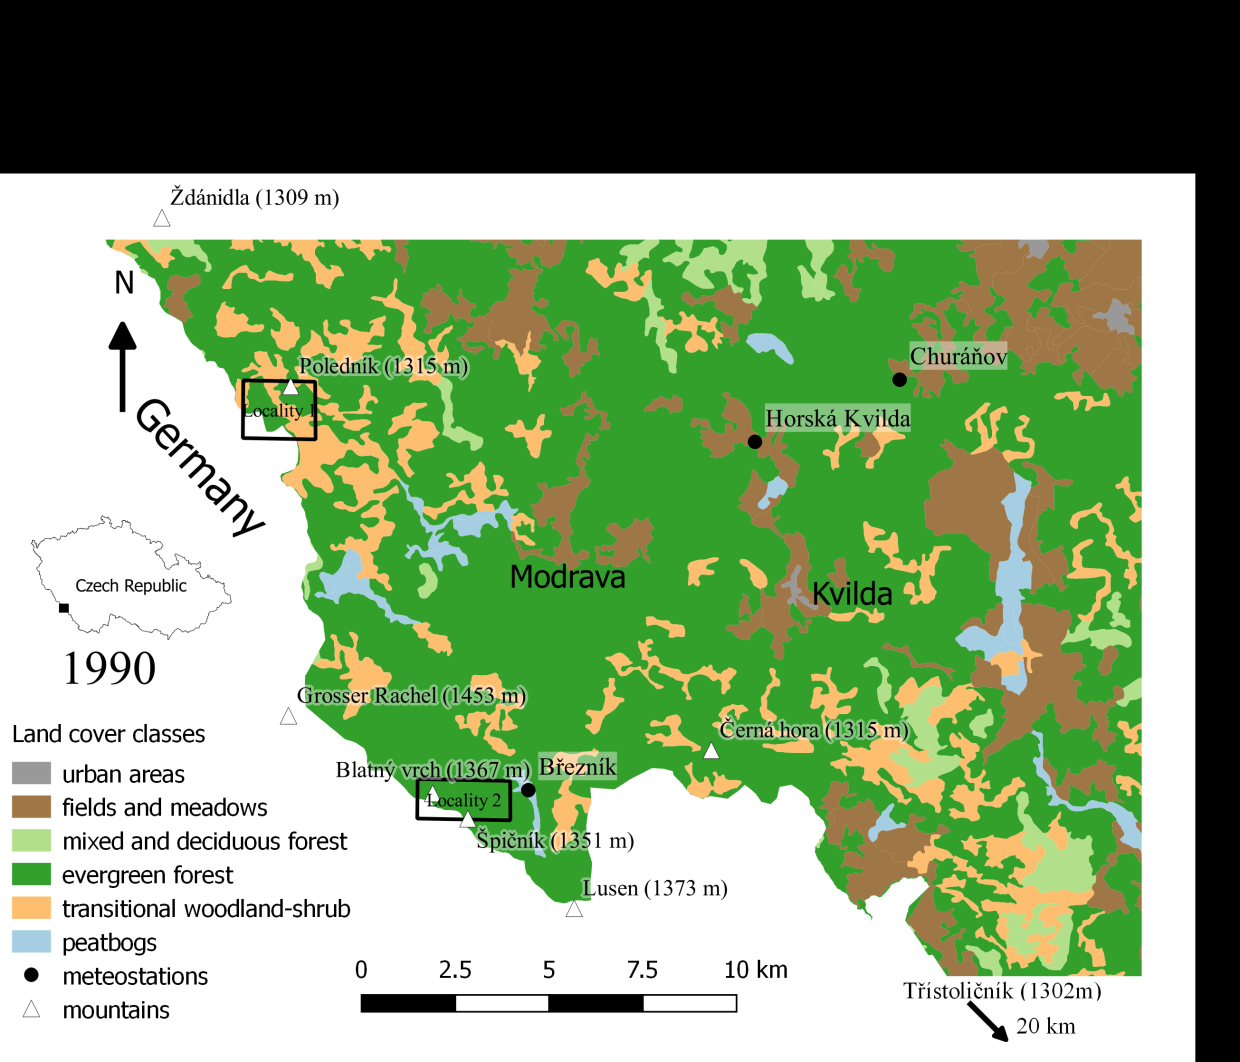 Ždánidla (1309 m)
N
Poledník (1315 m)
Churáňov
Locality 1
Horská Kvilda
Germany
Czech Republic
Modrava
Kvilda
1990
Grosser Rachel (1453 m)
Land cover classes
Černá hora (1315 m)
urban areas
Blatný vrch (1367 m)
Březník
fields and meadows
Locality 2
mixed and deciduous forest
Špičník (1351 m)
evergreen forest
Lusen (1373 m)
transitional woodland-shrub
peatbogs
meteostations
0 2.5 5 7.5 10 km
Třístoličník (1302m)
mountains
20 km